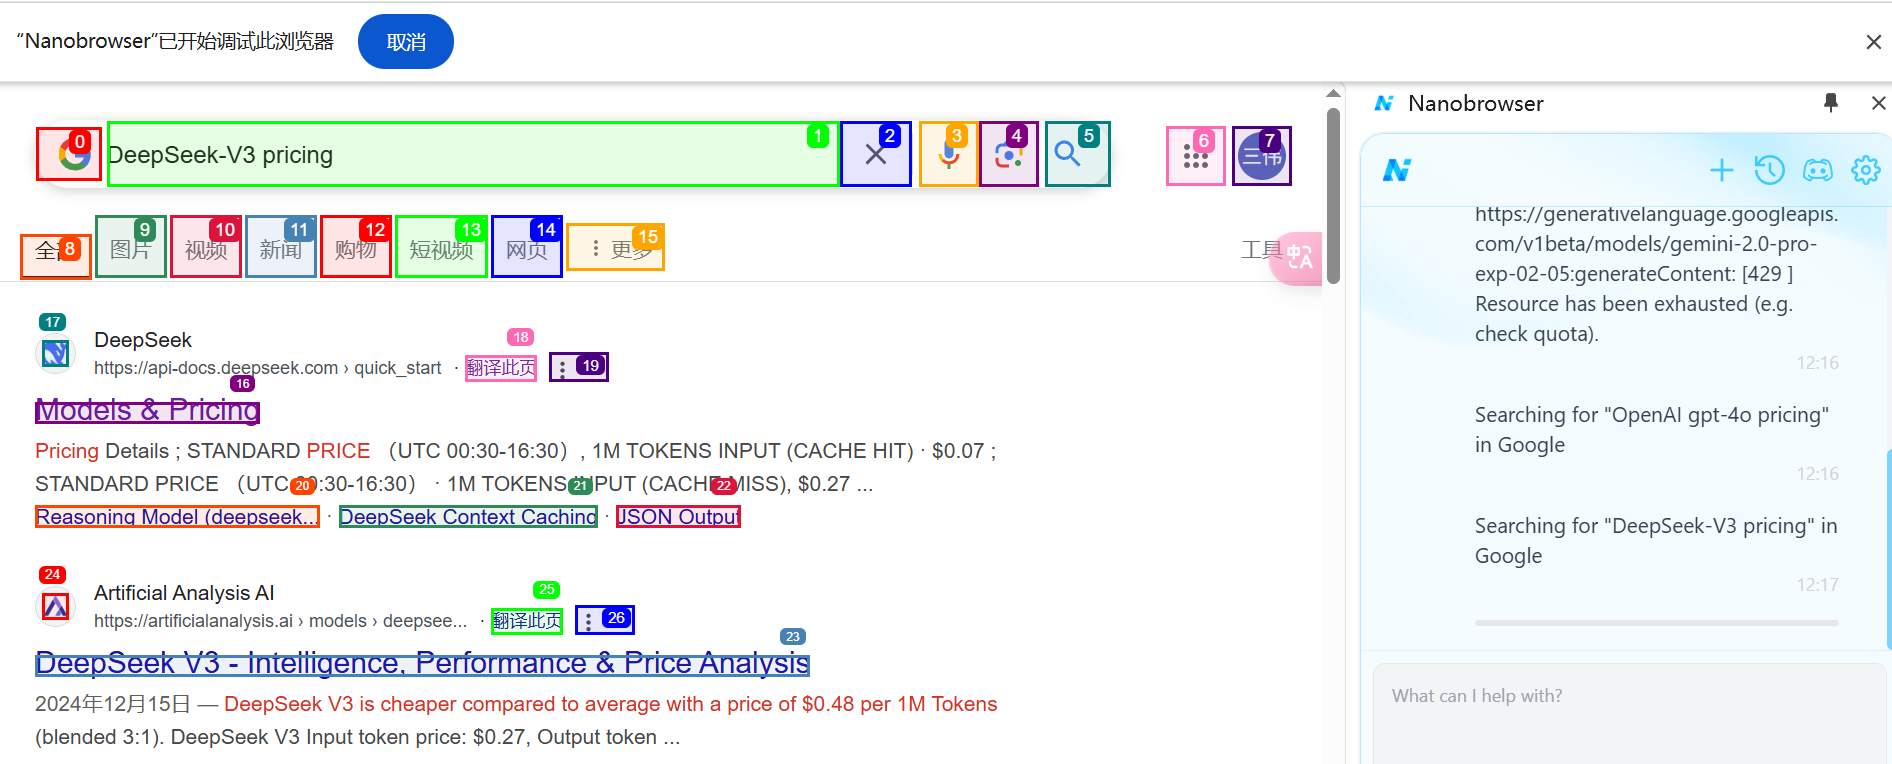 “Nanobrowser”已开始调试此浏览器
取消
0
DeepSeek-V3 pricing
1
2
3
4
5
6
三伟
7
全部
8
图片
9
视频
10
新闻
11
购物
12
短视频
13
网页
14
更多
15
工具
中A
17
DeepSeek
https://api-docs.deepseek.com › quick_start ·
18
翻译此页
19
16
Models & Pricing
Pricing Details ; STANDARD PRICE （UTC 00:30-16:30）, 1M TOKENS INPUT (CACHE HIT) · $0.07 ;
STANDARD PRICE （UTC 00:30-16:30） · 1M TOKENS INPUT (CACHE MISS), $0.27 ...
20
21
22
Reasoning Model (deepseek... · DeepSeek Context Caching · JSON Output
24
Artificial Analysis AI
https://artificialanalysis.ai › models › deepsee... ·
25
翻译此页
26
23
DeepSeek V3 - Intelligence, Performance & Price Analysis
2024年12月15日 — DeepSeek V3 is cheaper compared to average with a price of $0.48 per 1M Tokens
(blended 3:1). DeepSeek V3 Input token price: $0.27, Output token ...
Nanobrowser
https://generativelanguage.googleapis.
com/v1beta/models/gemini-2.0-pro-
exp-02-05:generateContent: [429 ]
Resource has been exhausted (e.g.
check quota).
12:16
Searching for "OpenAI gpt-4o pricing"
in Google
12:16
Searching for "DeepSeek-V3 pricing" in
Google
12:17
What can I help with?